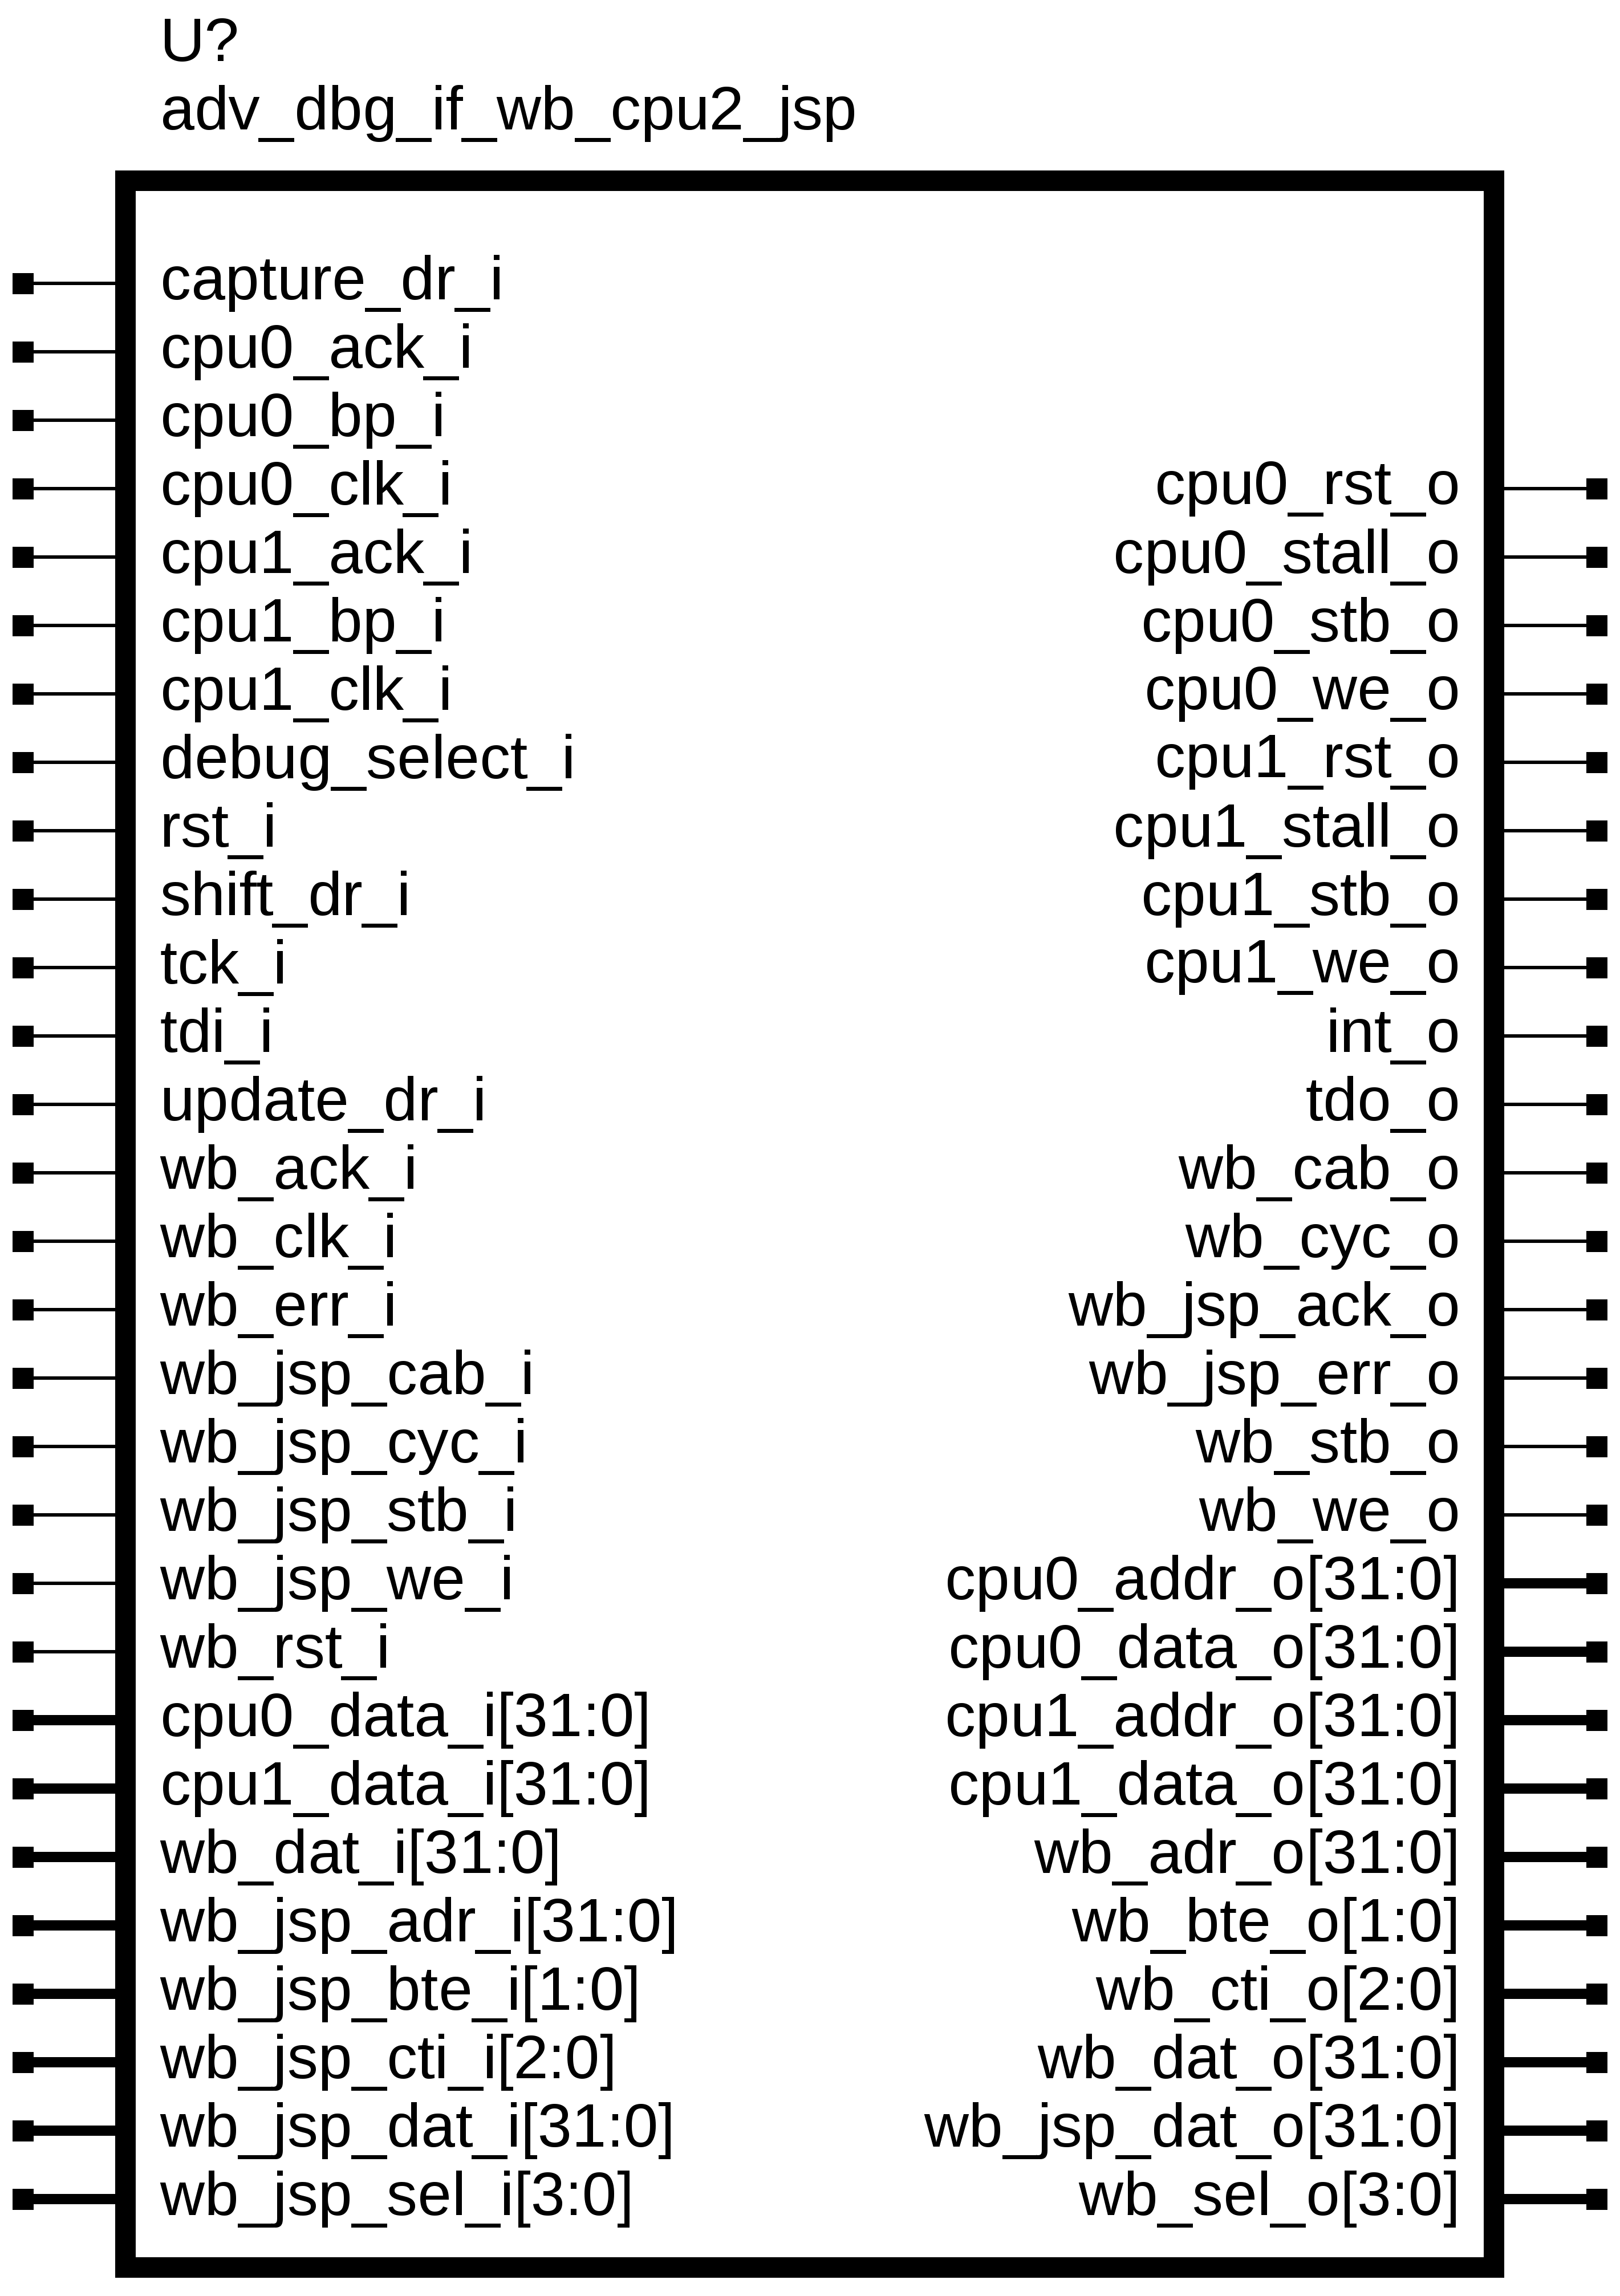 U?
adv_dbg_if_wb_cpu2_jsp
capture_dr_i
cpu0_ack_i
cpu0_bp_i
cpu0_clk_i cpu0_rst_o
cpu1_ack_i cpu0_stall_o
cpu1_bp_i cpu0_stb_o
cpu1_clk_i cpu0_we_o
debug_select_i cpu1_rst_o
rst_i cpu1_stall_o
shift_dr_i cpu1_stb_o
tck_i cpu1_we_o
tdi_i int_o
update_dr_i tdo_o
wb_ack_i wb_cab_o
wb_clk_i wb_cyc_o
wb_err_i wb_jsp_ack_o
wb_jsp_cab_i wb_jsp_err_o
wb_jsp_cyc_i wb_stb_o
wb_jsp_stb_i wb_we_o
wb_jsp_we_i cpu0_addr_o[31:0]
wb_rst_i cpu0_data_o[31:0]
cpu0_data_i[31:0] cpu1_addr_o[31:0]
cpu1_data_i[31:0] cpu1_data_o[31:0]
wb_dat_i[31:0] wb_adr_o[31:0]
wb_jsp_adr_i[31:0] wb_bte_o[1:0]
wb_jsp_bte_i[1:0] wb_cti_o[2:0]
wb_jsp_cti_i[2:0] wb_dat_o[31:0]
wb_jsp_dat_i[31:0] wb_jsp_dat_o[31:0]
wb_jsp_sel_i[3:0] wb_sel_o[3:0]